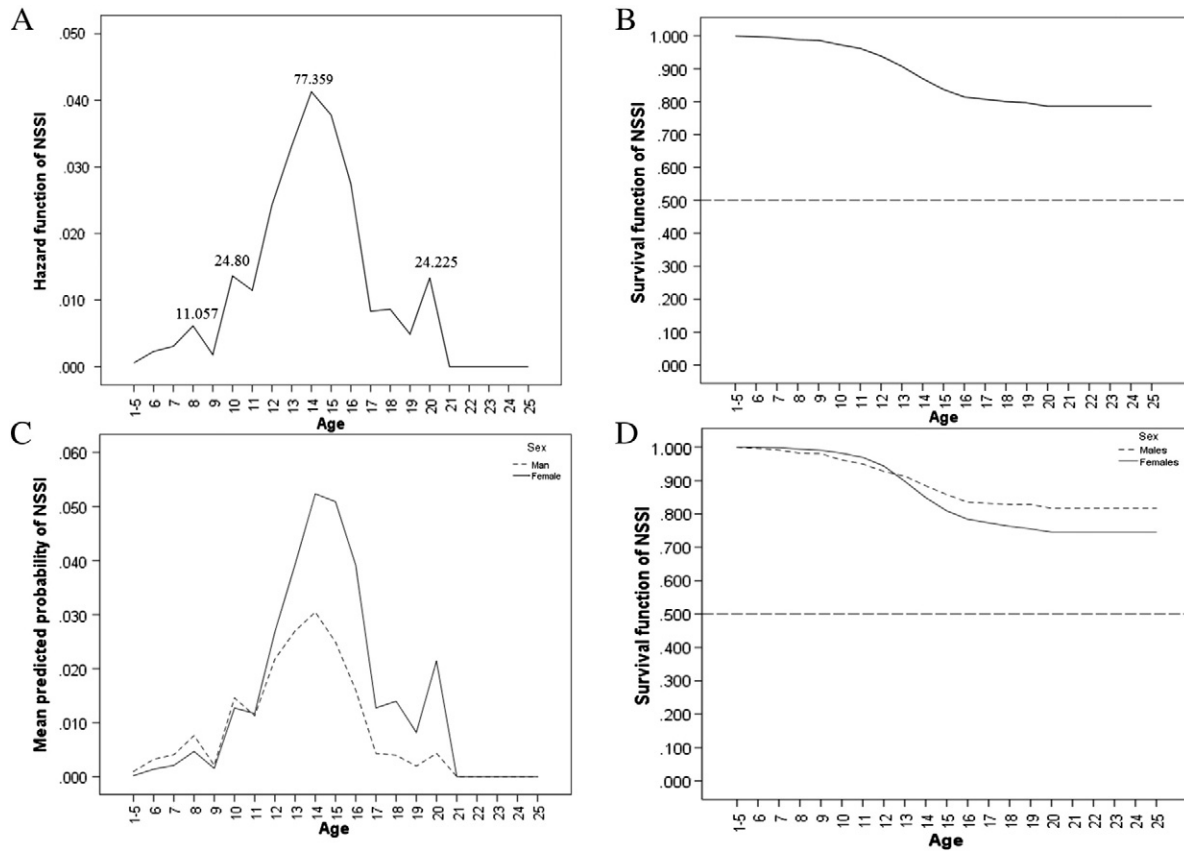 A
Hazard function of NSSI
.050
.040
.030
.020
.010
.000
77.359
24.80
24.225
11.057
1-5 6 7 8 9 10 11 12 13 14 15 16 17 18 19 20 21 22 23 24 25
Age
B
Survival function of NSSI
1.000
.900
.800
.700
.600
.500
.400
.300
.200
.100
.000
1-5 6 7 8 9 10 11 12 13 14 15 16 17 18 19 20 21 22 23 24 25
Age
C
Mean predicted probability of NSSI
.060
.050
.040
.030
.020
.010
.000
Sex
Man
Female
1-5 6 7 8 9 10 11 12 13 14 15 16 17 18 19 20 21 22 23 24 25
Age
D
Survival function of NSSI
1.000
.900
.800
.700
.600
.500
.400
.300
.200
.100
.000
Sex
Males
Females
1-5 6 7 8 9 10 11 12 13 14 15 16 17 18 19 20 21 22 23 24 25
Age